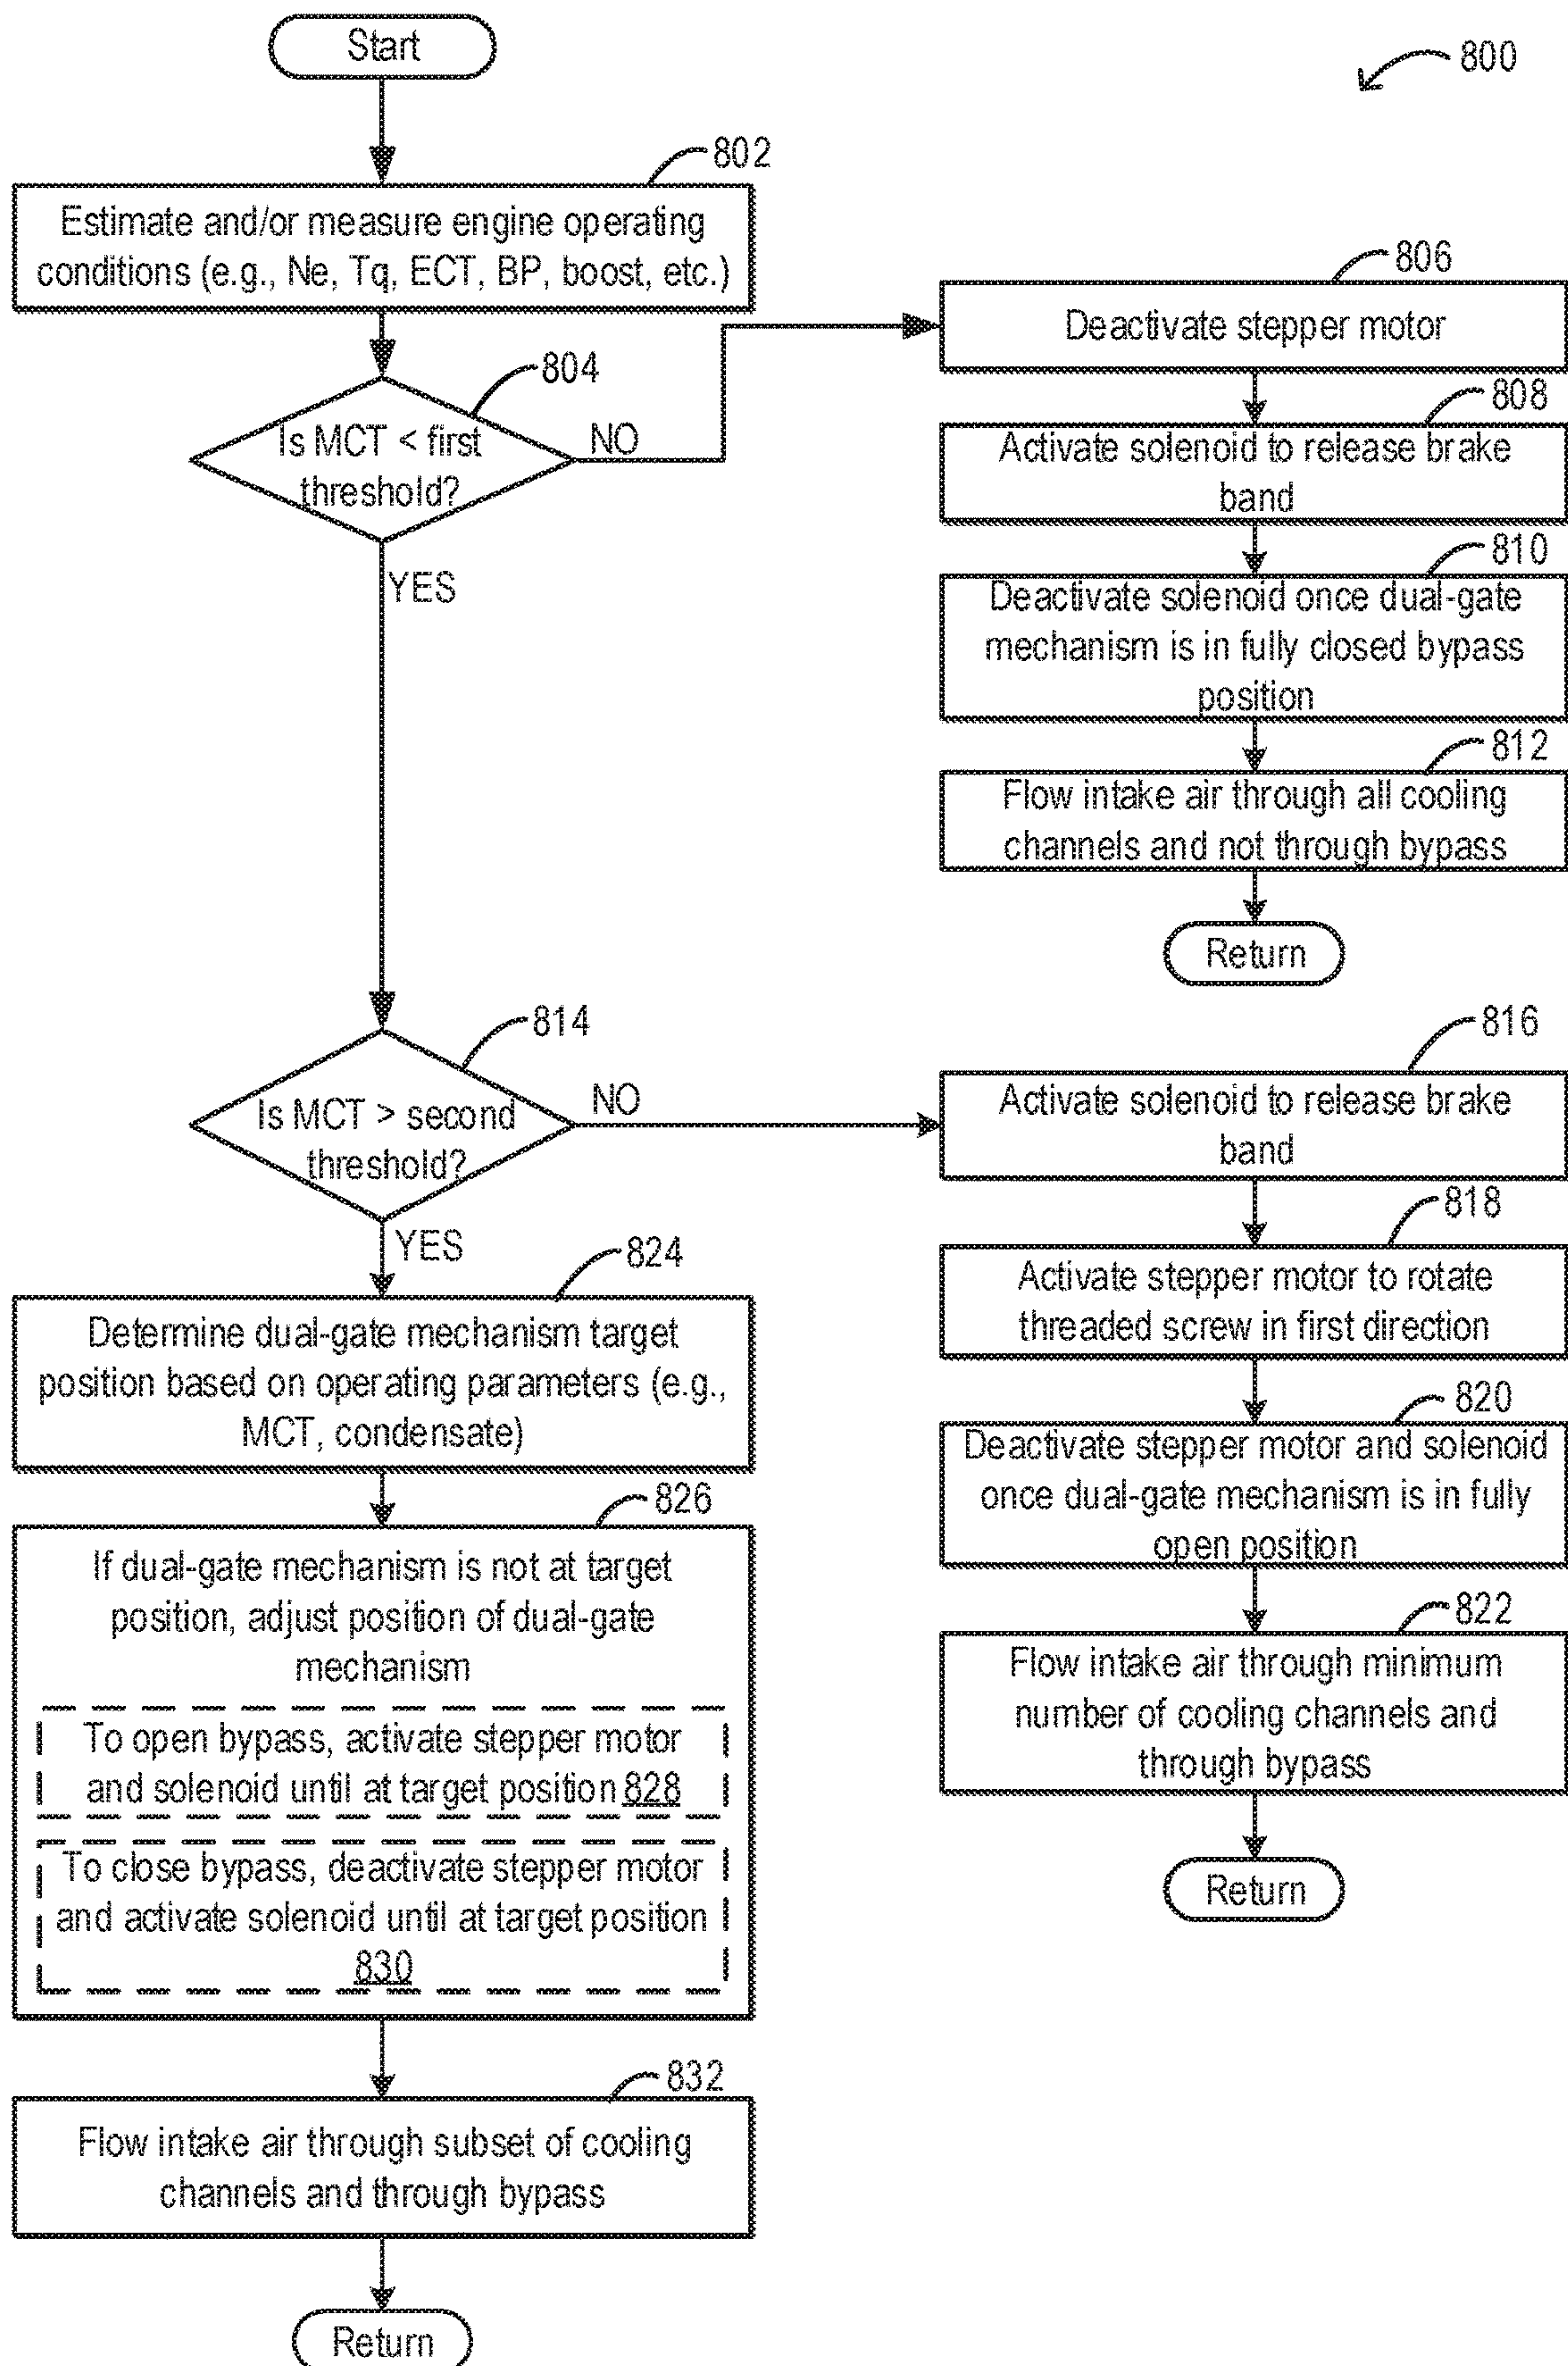 Start
800
802
Estimate and/or measure engine operating
conditions (e.g., Ne, Tq, ECT, BP, boost, etc.)
804
Is MCT < first
threshold?
NO
YES
806
Deactivate stepper motor
808
Activate solenoid to release brake
band
810
Deactivate solenoid once dual-gate
mechanism is in fully closed bypass
position
812
Flow intake air through all cooling
channels and not through bypass
Return
814
Is MCT > second
threshold?
NO
YES
816
Activate solenoid to release brake
band
818
Activate stepper motor to rotate
threaded screw in first direction
820
Deactivate stepper motor and solenoid
once dual-gate mechanism is in fully
open position
822
Flow intake air through minimum
number of cooling channels and
through bypass
Return
824
Determine dual-gate mechanism target
position based on operating parameters (e.g.,
MCT, condensate)
826
If dual-gate mechanism is not at target
position, adjust position of dual-gate
mechanism
To open bypass, activate stepper motor
and solenoid until at target position 828
To close bypass, deactivate stepper motor
and activate solenoid until at target position
830
832
Flow intake air through subset of cooling
channels and through bypass
Return